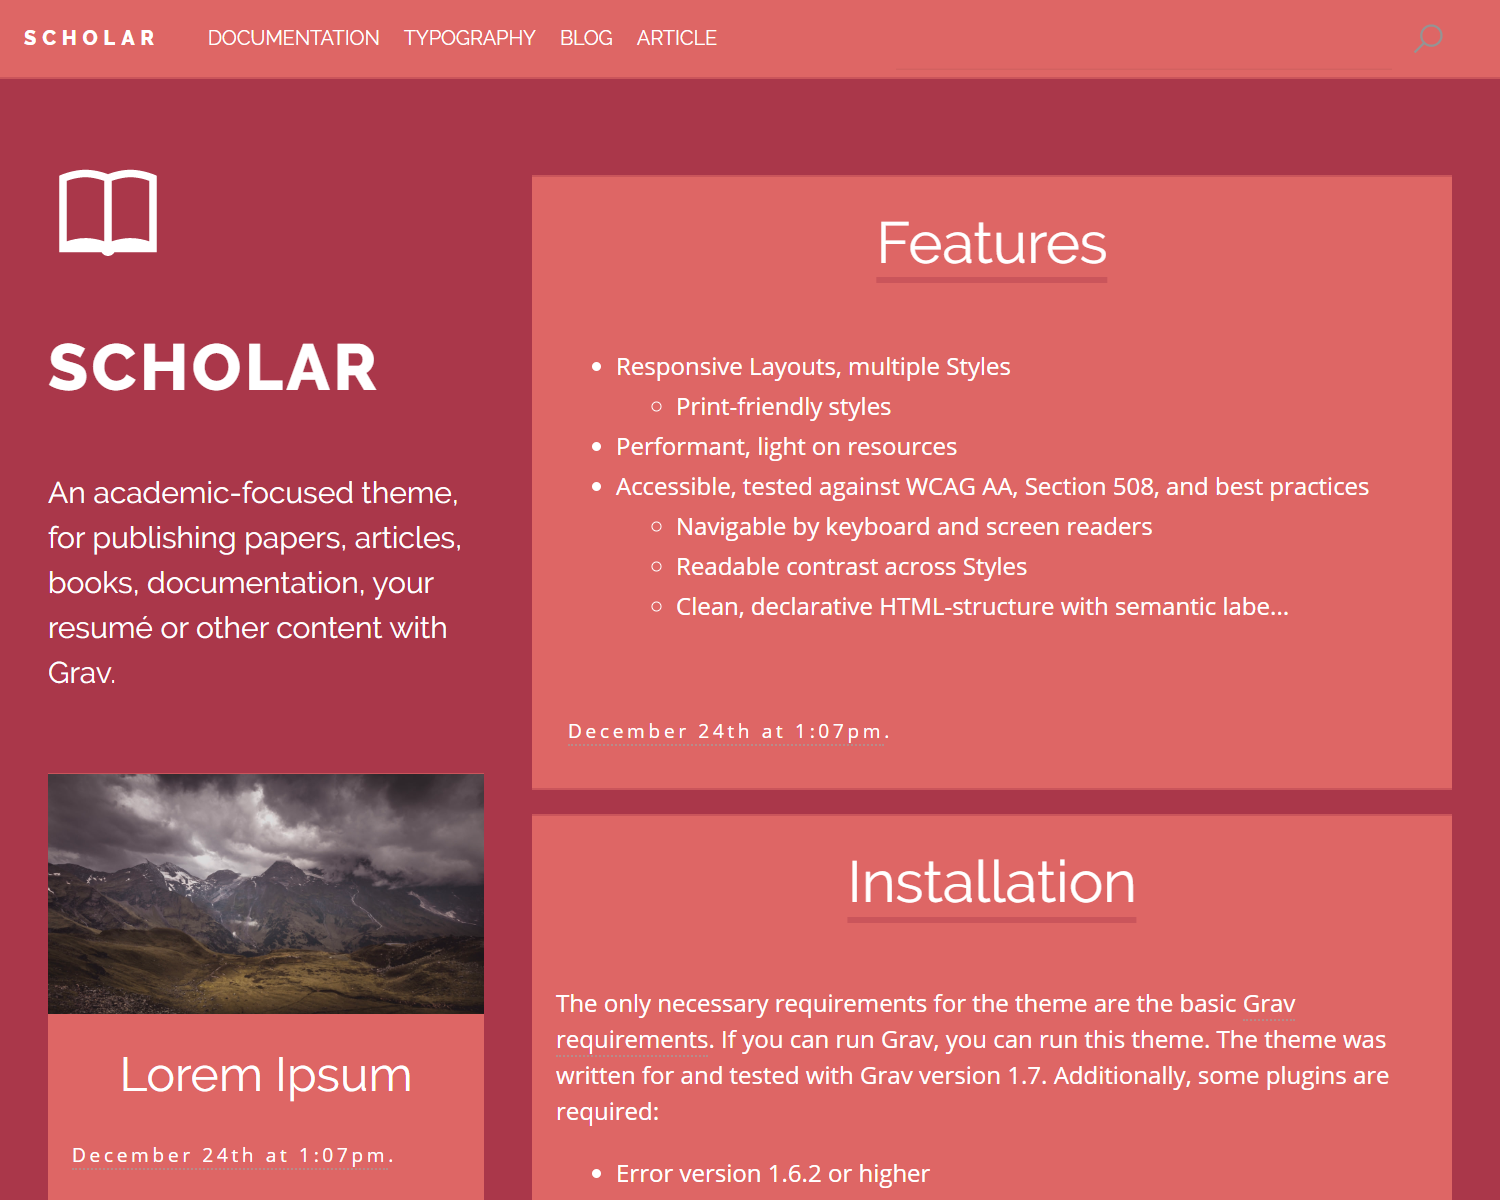 SCHOLAR
DOCUMENTATION TYPOGRAPHY BLOG ARTICLE
SCHOLAR
An academic-focused theme,
for publishing papers, articles,
books, documentation, your
resumé or other content with
Grav.
Lorem Ipsum
December 24th at 1:07pm.
Features
Responsive Layouts, multiple Styles
Print-friendly styles
Performant, light on resources
Accessible, tested against WCAG AA, Section 508, and best practices
Navigable by keyboard and screen readers
Readable contrast across Styles
Clean, declarative HTML-structure with semantic labe...
December 24th at 1:07pm.
Installation
The only necessary requirements for the theme are the basic Grav
requirements. If you can run Grav, you can run this theme. The theme was
written for and tested with Grav version 1.7. Additionally, some plugins are
required:
Error version 1.6.2 or higher